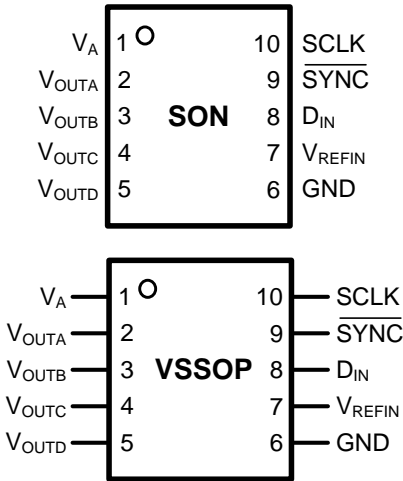 V_A 1 10 SCLK
V_OUTA 2 9 S̅Y̅N̅C̅
V_OUTB 3 SON 8 D_IN
V_OUTC 4 7 V_REFIN
V_OUTD 5 6 GND
V_A 1 10 SCLK
V_OUTA 2 9 S̅Y̅N̅C̅
V_OUTB 3 VSSOP 8 D_IN
V_OUTC 4 7 V_REFIN
V_OUTD 5 6 GND